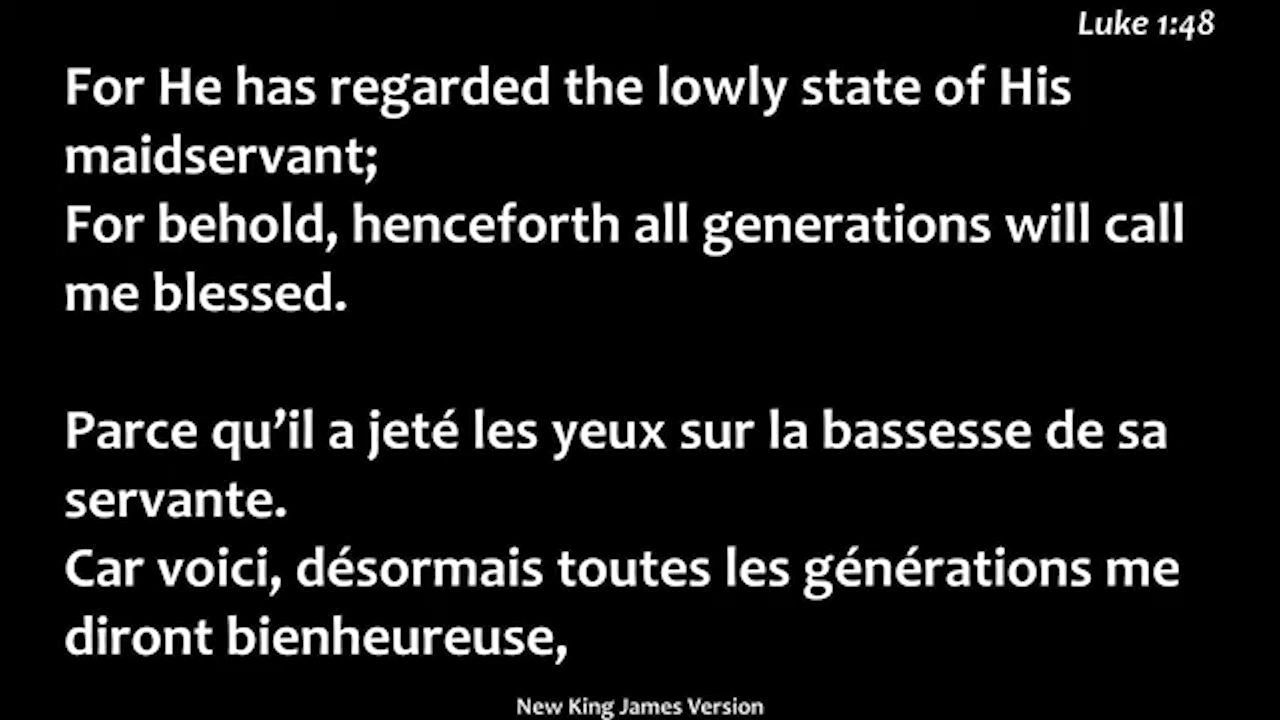 Luke 1:48
For He has regarded the lowly state of His
maidservant;
For behold, henceforth all generations will call
me blessed.
Parce qu’il a jeté les yeux sur la bassesse de sa
servante.
Car voici, désormais toutes les générations me
diront bienheureuse,
New King James Version